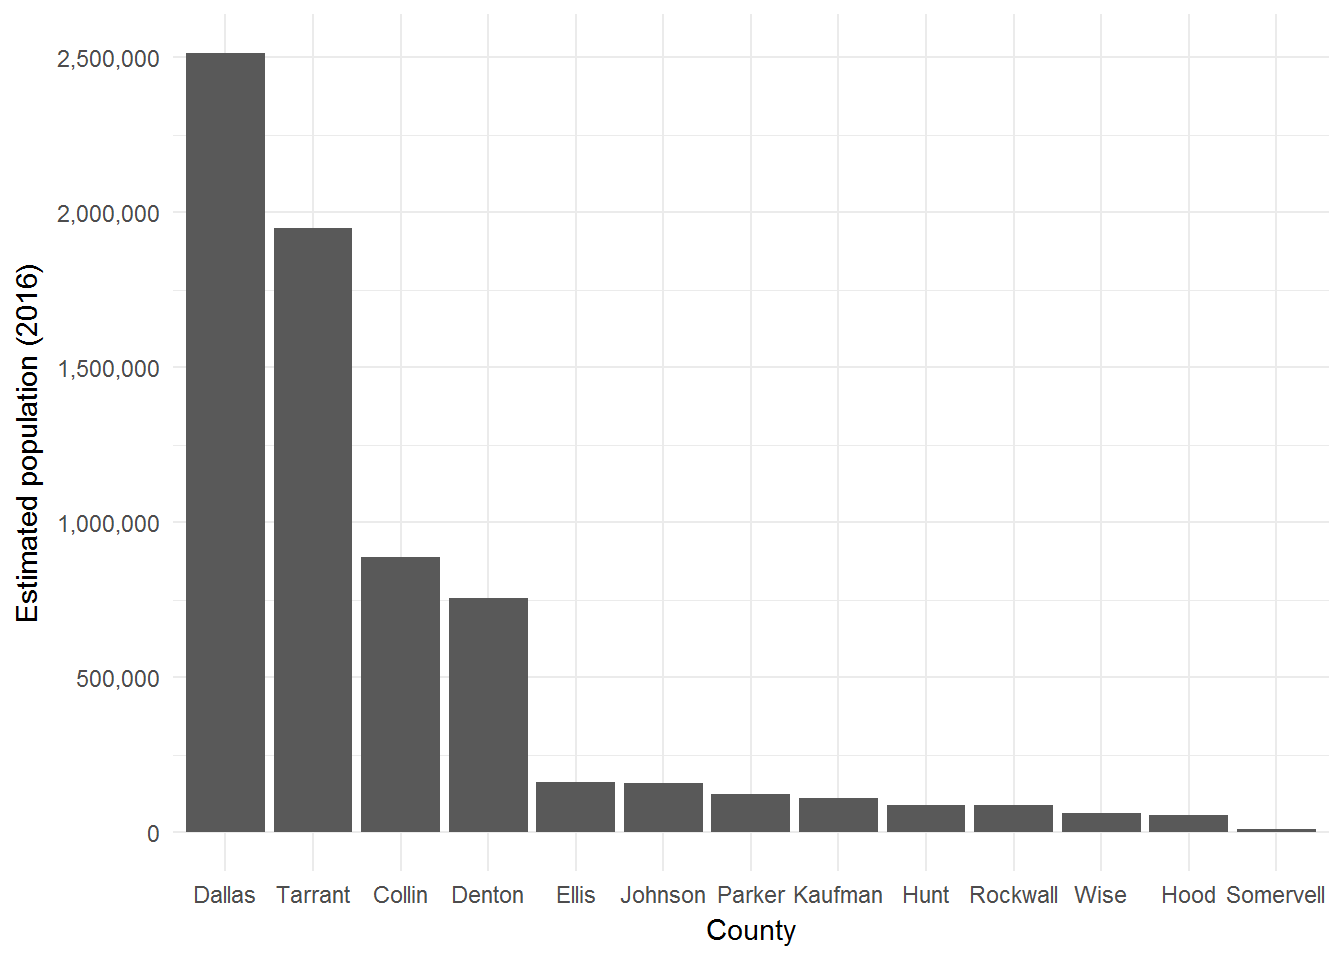 Estimated population (2016)
2,500,000
2,000,000
1,500,000
1,000,000
500,000
0
Dallas Tarrant Collin Denton Ellis Johnson Parker Kaufman Hunt Rockwall Wise Hood Somervell
County